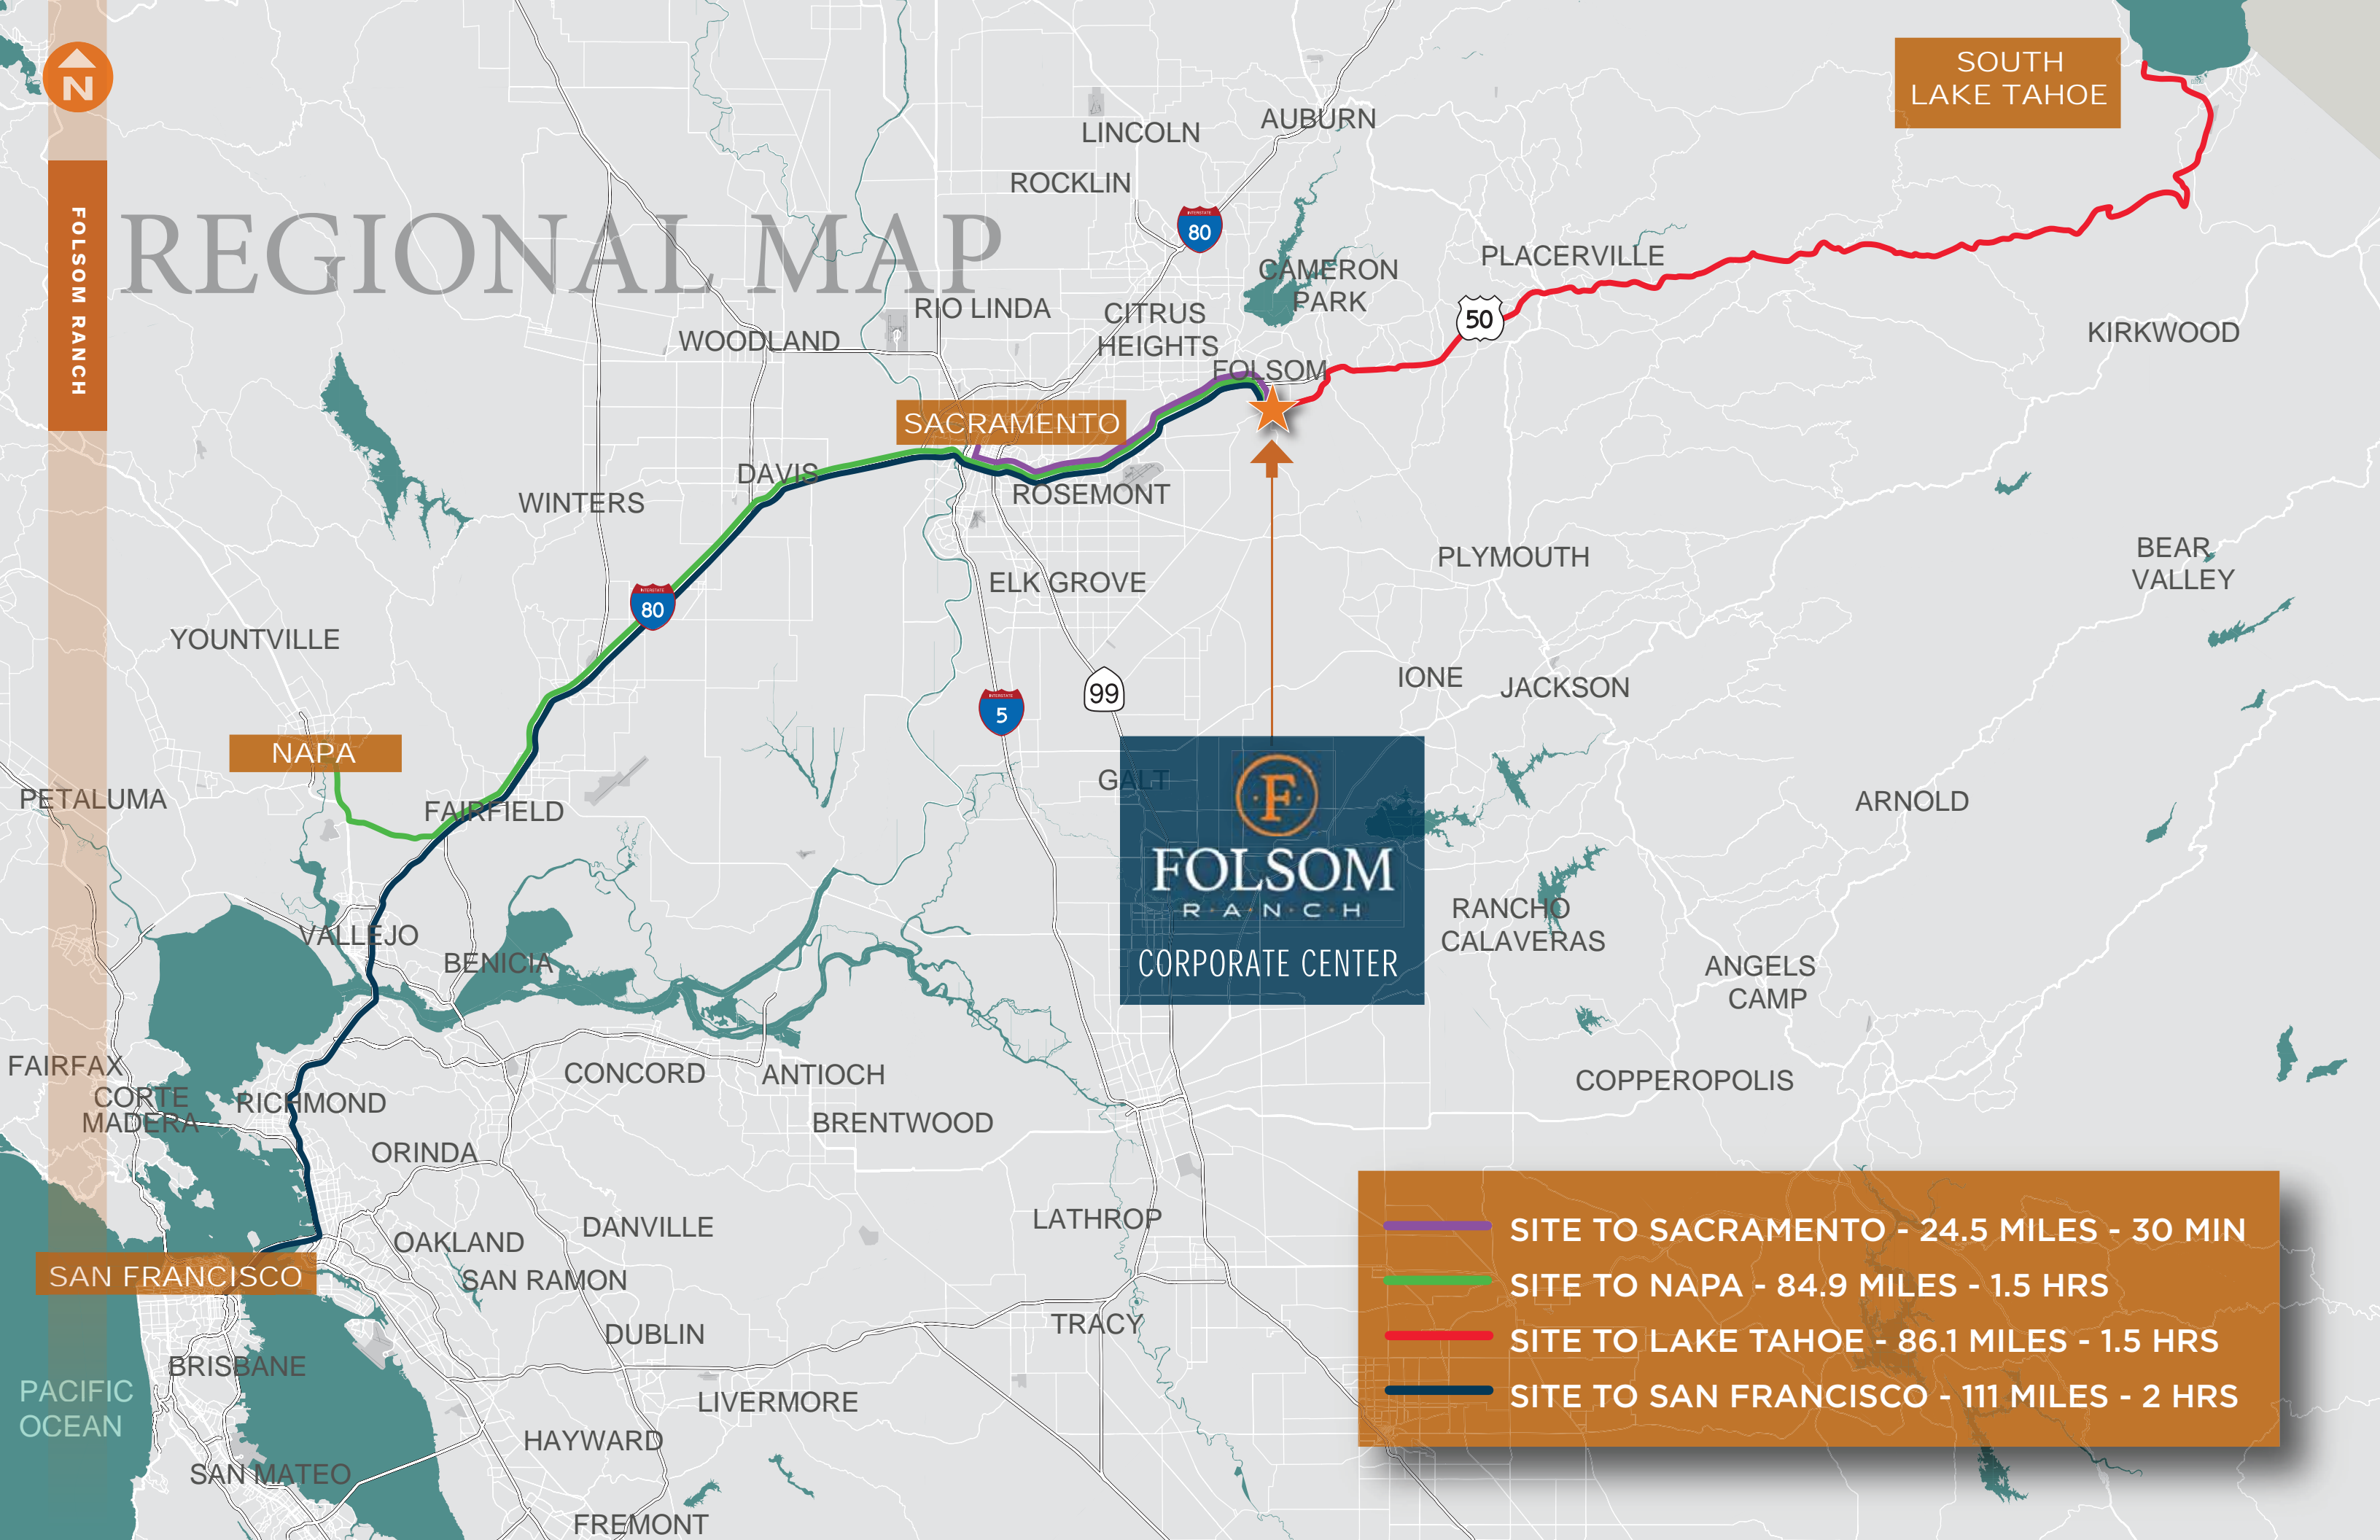 N
FOLSOM RANCH
REGIONAL MAP
SOUTH
LAKE TAHOE
LINCOLN
AUBURN
ROCKLIN
INTERSTATE
80
CAMERON
PARK
PLACERVILLE
50
KIRKWOOD
RIO LINDA
CITRUS
HEIGHTS
WOODLAND
FOLSOM
SACRAMENTO
DAVIS
WINTERS
ROSEMONT
PLYMOUTH
BEAR
VALLEY
ELK GROVE
INTERSTATE
80
YOUNTVILLE
IONE
JACKSON
99
INTERSTATE
5
NAPA
PETALUMA
FAIRFIELD
GALT
F
FOLSOM
R·A·N·C·H
CORPORATE CENTER
ARNOLD
RANCHO
CALAVERAS
VALLEJO
BENICIA
ANGELS
CAMP
FAIRFAX
CORTE
MADERA
RICHMOND
CONCORD
ANTIOCH
COPPEROPOLIS
BRENTWOOD
ORINDA
LATHROP
DANVILLE
OAKLAND
SAN FRANCISCO
SAN RAMON
TRACY
DUBLIN
BRISBANE
PACIFIC
OCEAN
LIVERMORE
HAYWARD
SAN MATEO
FREMONT
SITE TO SACRAMENTO - 24.5 MILES - 30 MIN
SITE TO NAPA - 84.9 MILES - 1.5 HRS
SITE TO LAKE TAHOE - 86.1 MILES - 1.5 HRS
SITE TO SAN FRANCISCO - 111 MILES - 2 HRS